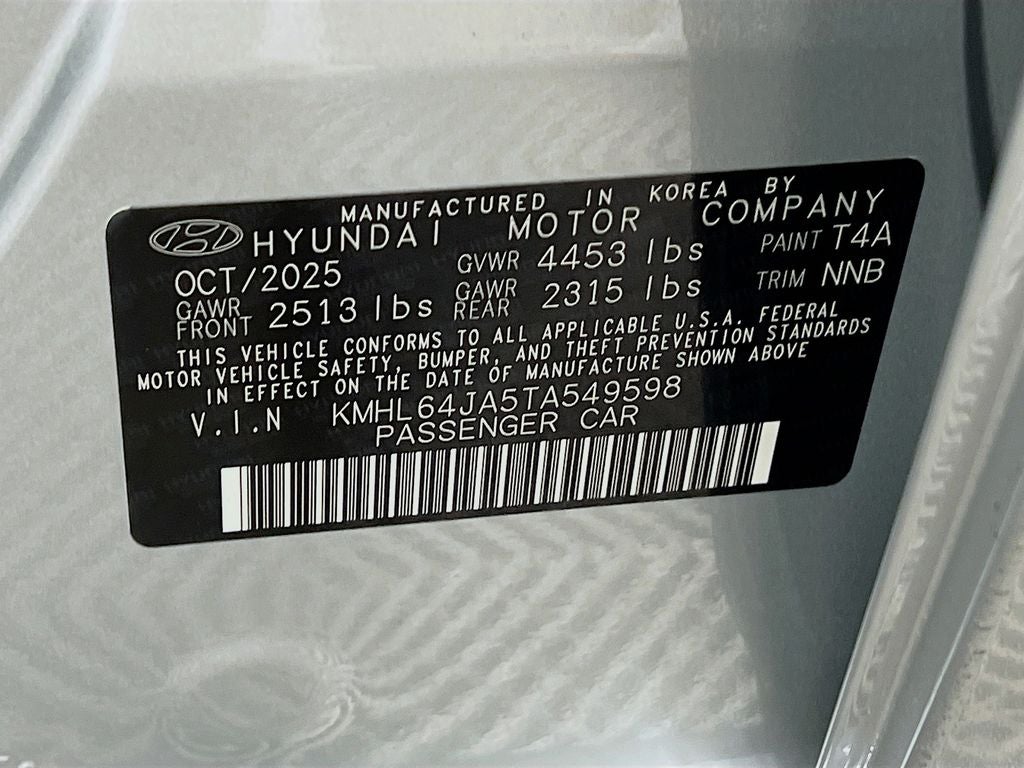 MANUFACTURED IN KOREA BY
HYUNDAI MOTOR COMPANY
OCT/2025 GVWR 4453 lbs PAINT T4A
GAWR FRONT 2513 lbs GAWR REAR 2315 lbs TRIM NNB
THIS VEHICLE CONFORMS TO ALL APPLICABLE U.S.A. FEDERAL
MOTOR VEHICLE SAFETY, BUMPER, AND THEFT PREVENTION STANDARDS
IN EFFECT ON THE DATE OF MANUFACTURE SHOWN ABOVE
V.I.N KMHL64JA5TA549598
PASSENGER CAR